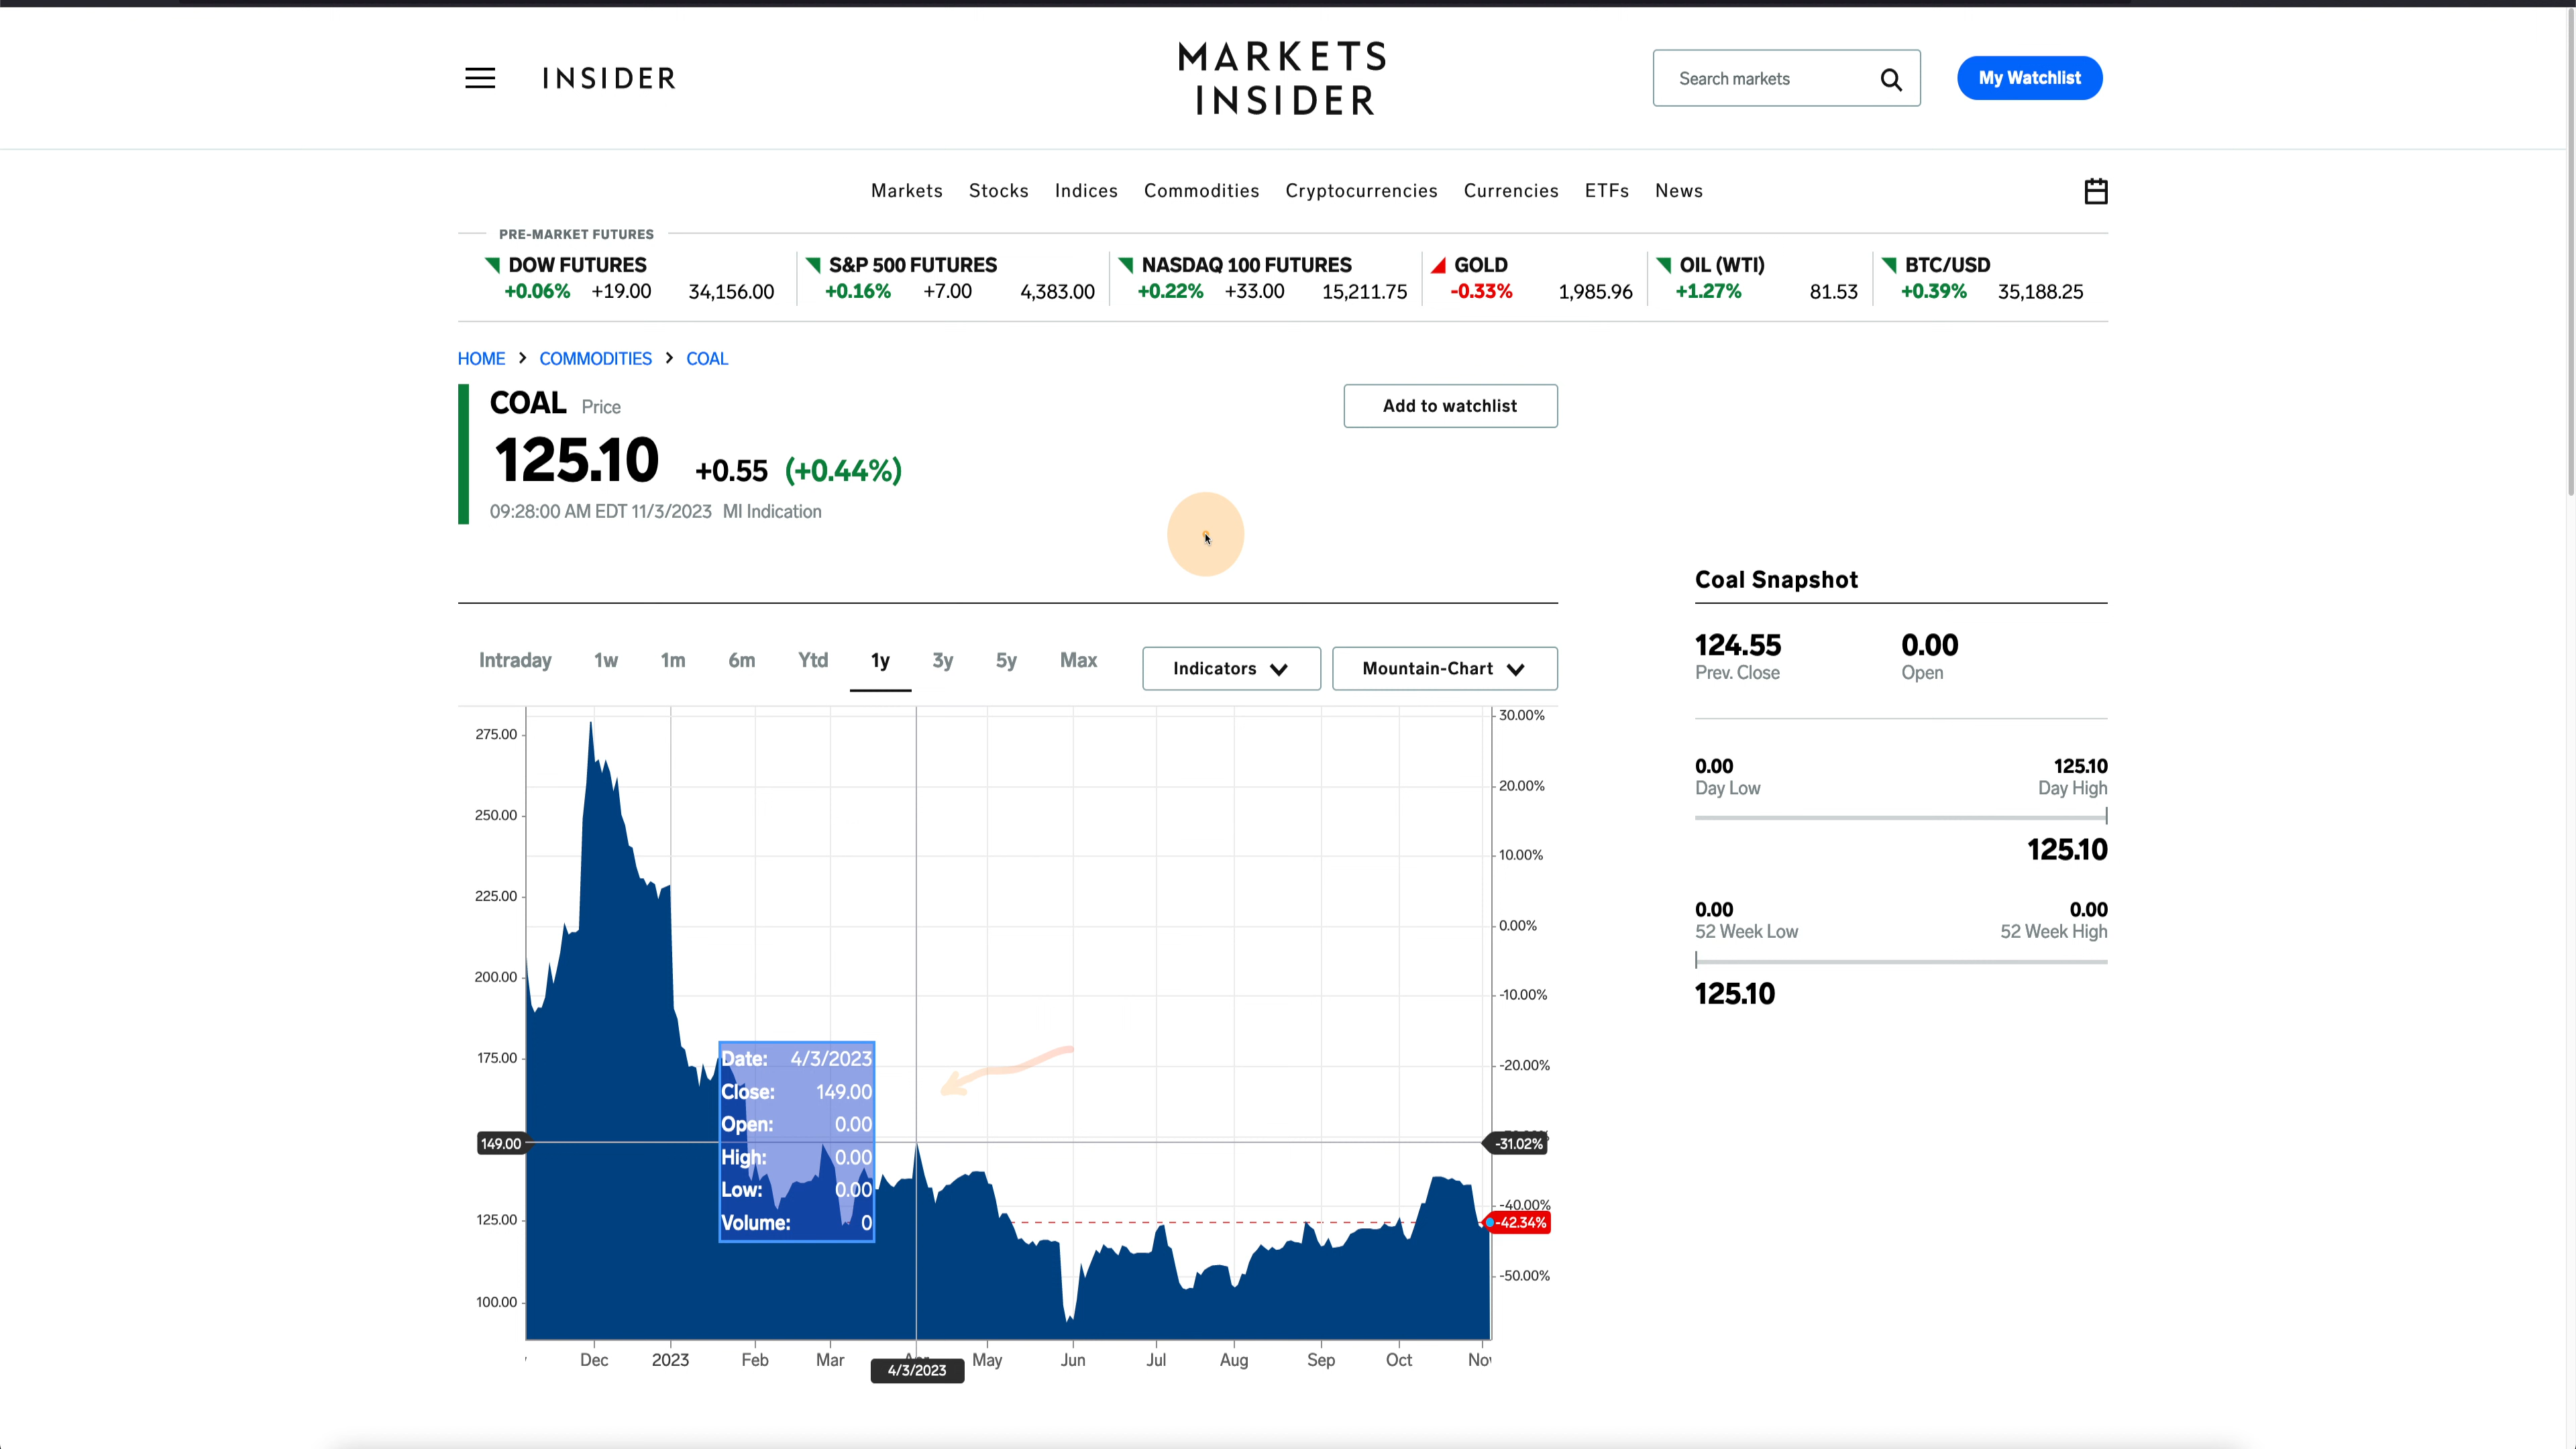 INSIDER
MARKETS
INSIDER
Search markets
My Watchlist
Markets Stocks Indices Commodities Cryptocurrencies Currencies ETFs News
PRE-MARKET FUTURES
DOW FUTURES
+0.06% +19.00 34,156.00
S&P 500 FUTURES
+0.16% +7.00 4,383.00
NASDAQ 100 FUTURES
+0.22% +33.00 15,211.75
GOLD
-0.33% 1,985.96
OIL (WTI)
+1.27% 81.53
BTC/USD
+0.39% 35,188.25
HOME COMMODITIES COAL
COAL Price
125.10 +0.55 (+0.44%)
09:28:00 AM EDT 11/3/2023 MI Indication
Add to watchlist
Intraday 1w 1m 6m Ytd 1y 3y 5y Max
Indicators
Mountain-Chart
275.00
250.00
225.00
200.00
175.00
149.00
125.00
100.00
30.00%
20.00%
10.00%
0.00%
-10.00%
-20.00%
-31.02%
-40.00%
-42.34%
-50.00%
Date: 4/3/2023
Close: 149.00
Open: 0.00
High: 0.00
Low: 0.00
Volume: 0
Dec 2023 Feb Mar May Jun Jul Aug Sep Oct
4/3/2023
Coal Snapshot
124.55 0.00
Prev. Close Open
0.00 125.10
Day Low Day High
125.10
0.00 0.00
52 Week Low 52 Week High
125.10